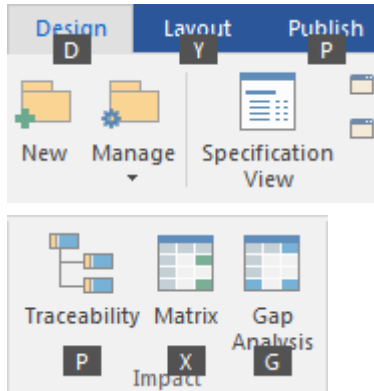 Design Layout Publish
D Y P
New Manage Specification
View
Traceability Matrix Gap
Analysis
P X G
Impact